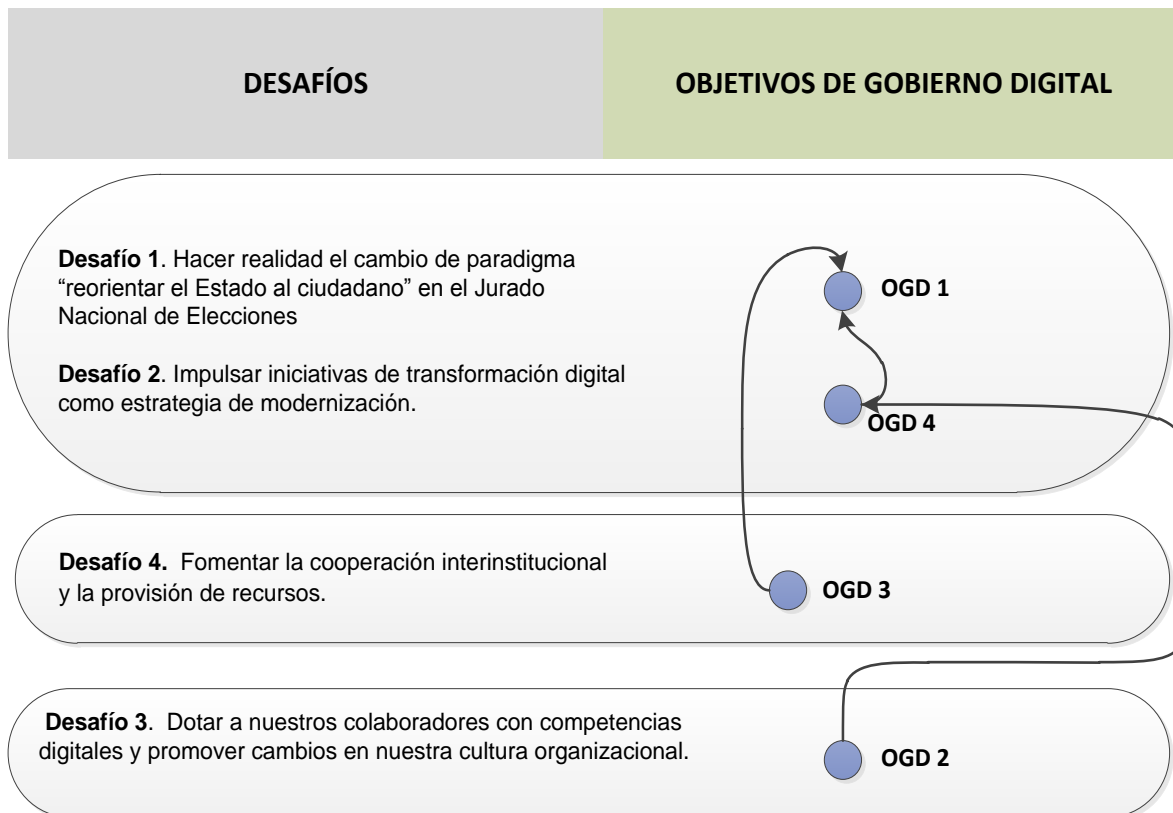 DESAFÍOS
OBJETIVOS DE GOBIERNO DIGITAL
Desafío 1. Hacer realidad el cambio de paradigma
“reorientar el Estado al ciudadano” en el Jurado
Nacional de Elecciones
OGD 1
Desafío 2. Impulsar iniciativas de transformación digital
como estrategia de modernización.
OGD 4
Desafío 4. Fomentar la cooperación interinstitucional
y la provisión de recursos.
OGD 3
Desafío 3. Dotar a nuestros colaboradores con competencias
digitales y promover cambios en nuestra cultura organizacional.
OGD 2